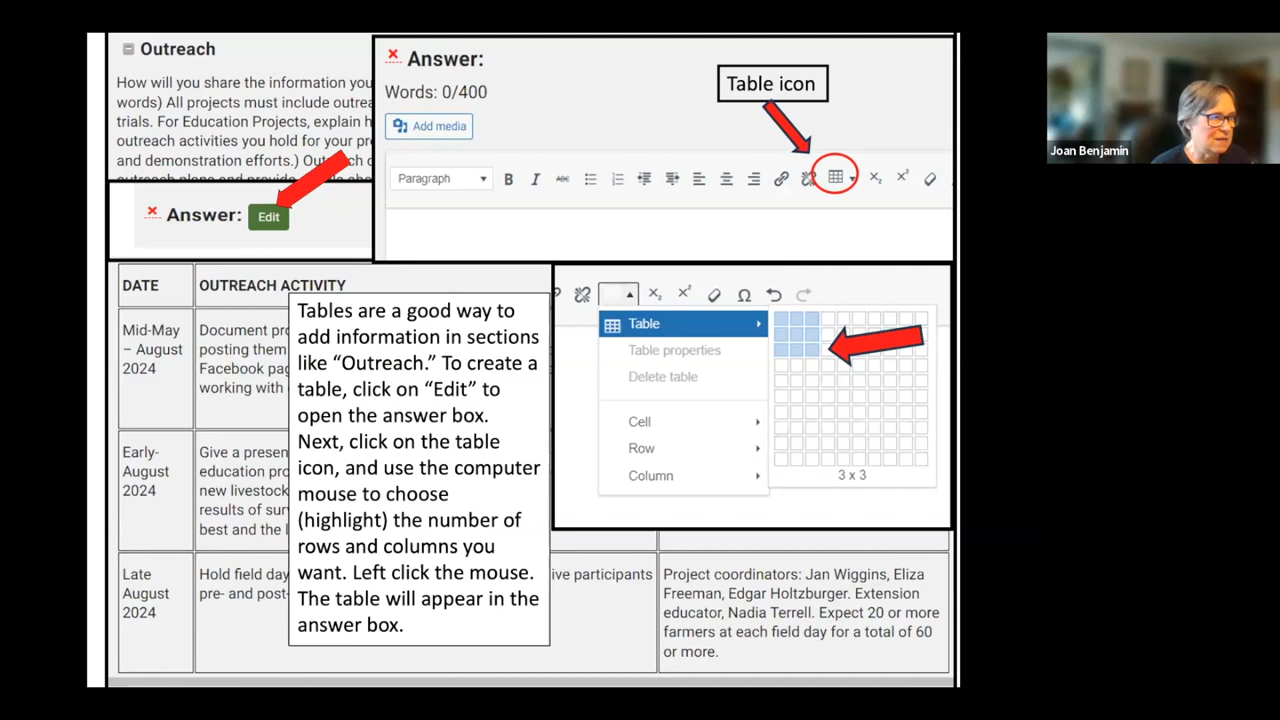 Outreach
How will you share the information you
words) All projects must include outrea
trials. For Education Projects, explain h
outreach activities you hold for your pr
and demonstration efforts.)
Answer: Edit
Answer:
Words: 0/400
Add media
Table icon
Paragraph B I ABC X₂ X²
DATE
OUTREACH ACTIVITY
Mid-May
– August
2024
Document pro
posting them
Facebook pag
working with
Early-
August
2024
Give a presen
education pro
new livestock
results of sur
best and the l
Late
August
2024
Hold field day
pre- and post-
ive participants
Project coordinators: Jan Wiggins, Eliza
Freeman, Edgar Holtzburger. Extension
educator, Nadia Terrell. Expect 20 or more
farmers at each field day for a total of 60
or more.
Tables are a good way to
add information in sections
like “Outreach.” To create a
table, click on “Edit” to
open the answer box.
Next, click on the table
icon, and use the computer
mouse to choose
(highlight) the number of
rows and columns you
want. Left click the mouse.
The table will appear in the
answer box.
X₂ X² Ω
Table
Table properties
Delete table
Cell
Row
Column
3 x 3
Joan Benjamin